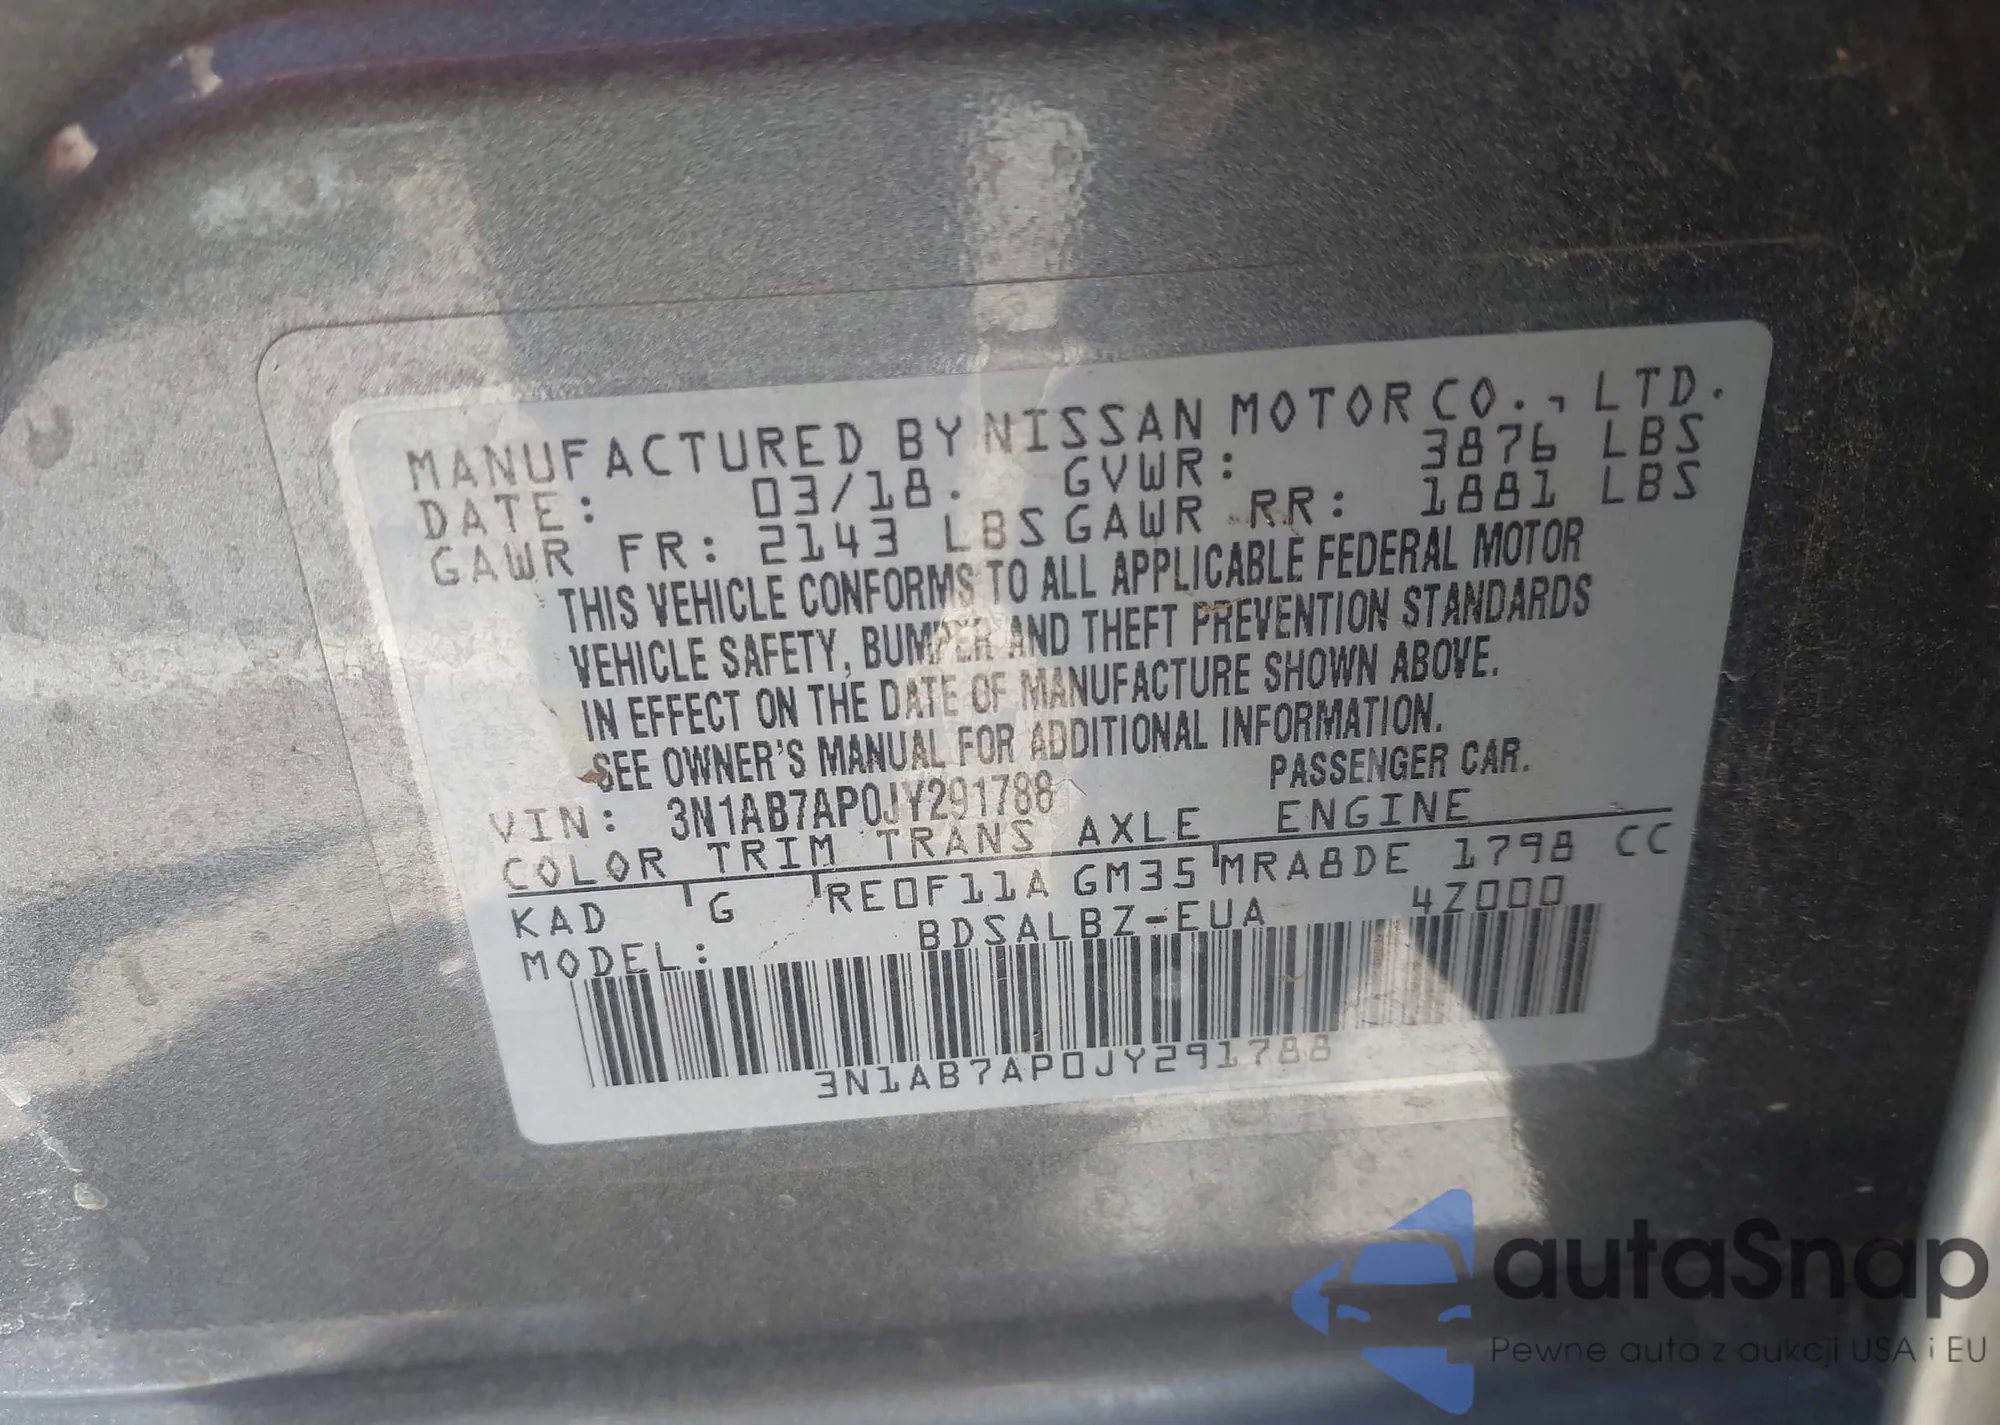 MANUFACTURED BY NISSAN MOTOR CO., LTD.
DATE: 03/18. GVWR: 3876 LBS
GAWR FR: 2143 LBS GAWR RR: 1881 LBS
THIS VEHICLE CONFORMS TO ALL APPLICABLE FEDERAL MOTOR
VEHICLE SAFETY, BUMPER AND THEFT PREVENTION STANDARDS
IN EFFECT ON THE DATE OF MANUFACTURE SHOWN ABOVE.
SEE OWNER'S MANUAL FOR ADDITIONAL INFORMATION.
VIN: 3N1AB7AP0JY291788 PASSENGER CAR.
COLOR TRIM TRANS AXLE ENGINE
KAD G RE0F11A GM35 MRA8DE 1798 CC
MODEL: BDSALBZ-EUA 4Z000
3N1AB7AP0JY291788
autaSnap
Pewne auta z aukcji USA i EU